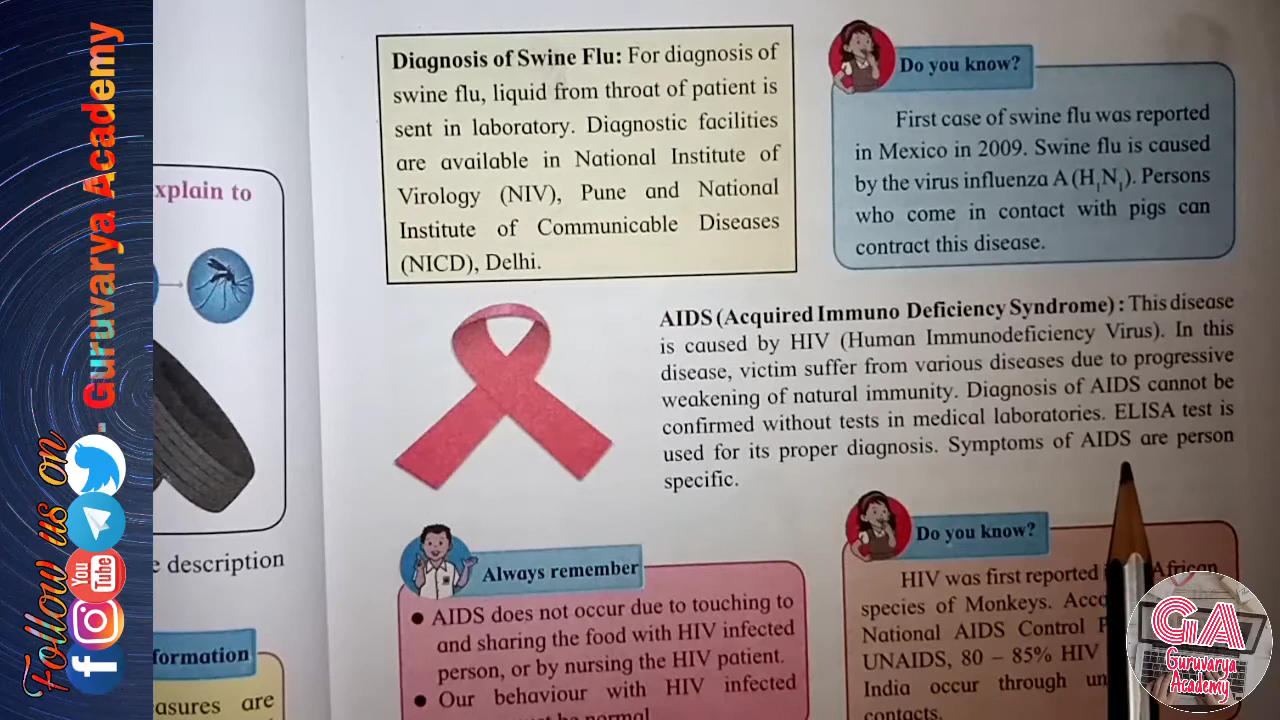 Follow us on - Guruvarya Academy
You
Tube
f
xplain to
e description
formation
asures are
Diagnosis of Swine Flu: For diagnosis of
swine flu, liquid from throat of patient is
sent in laboratory. Diagnostic facilities
are available in National Institute of
Virology (NIV), Pune and National
Institute of Communicable Diseases
(NICD), Delhi.
Do you know?
First case of swine flu was reported
in Mexico in 2009. Swine flu is caused
by the virus influenza A (H₁N₁). Persons
who come in contact with pigs can
contract this disease.
AIDS (Acquired Immuno Deficiency Syndrome) : This disease
is caused by HIV (Human Immunodeficiency Virus). In this
disease, victim suffer from various diseases due to progressive
weakening of natural immunity. Diagnosis of AIDS cannot be
confirmed without tests in medical laboratories. ELISA test is
used for its proper diagnosis. Symptoms of AIDS are person
specific.
Always remember
● AIDS does not occur due to touching to
and sharing the food with HIV infected
person, or by nursing the HIV patient.
● Our behaviour with HIV infected
be normal
Do you know?
HIV was first reported African
species of Monkeys.
National AIDS Control
UNAIDS, 80 – 85% HIV
India occur through
contacts.
GA
Guruvarya
Academy